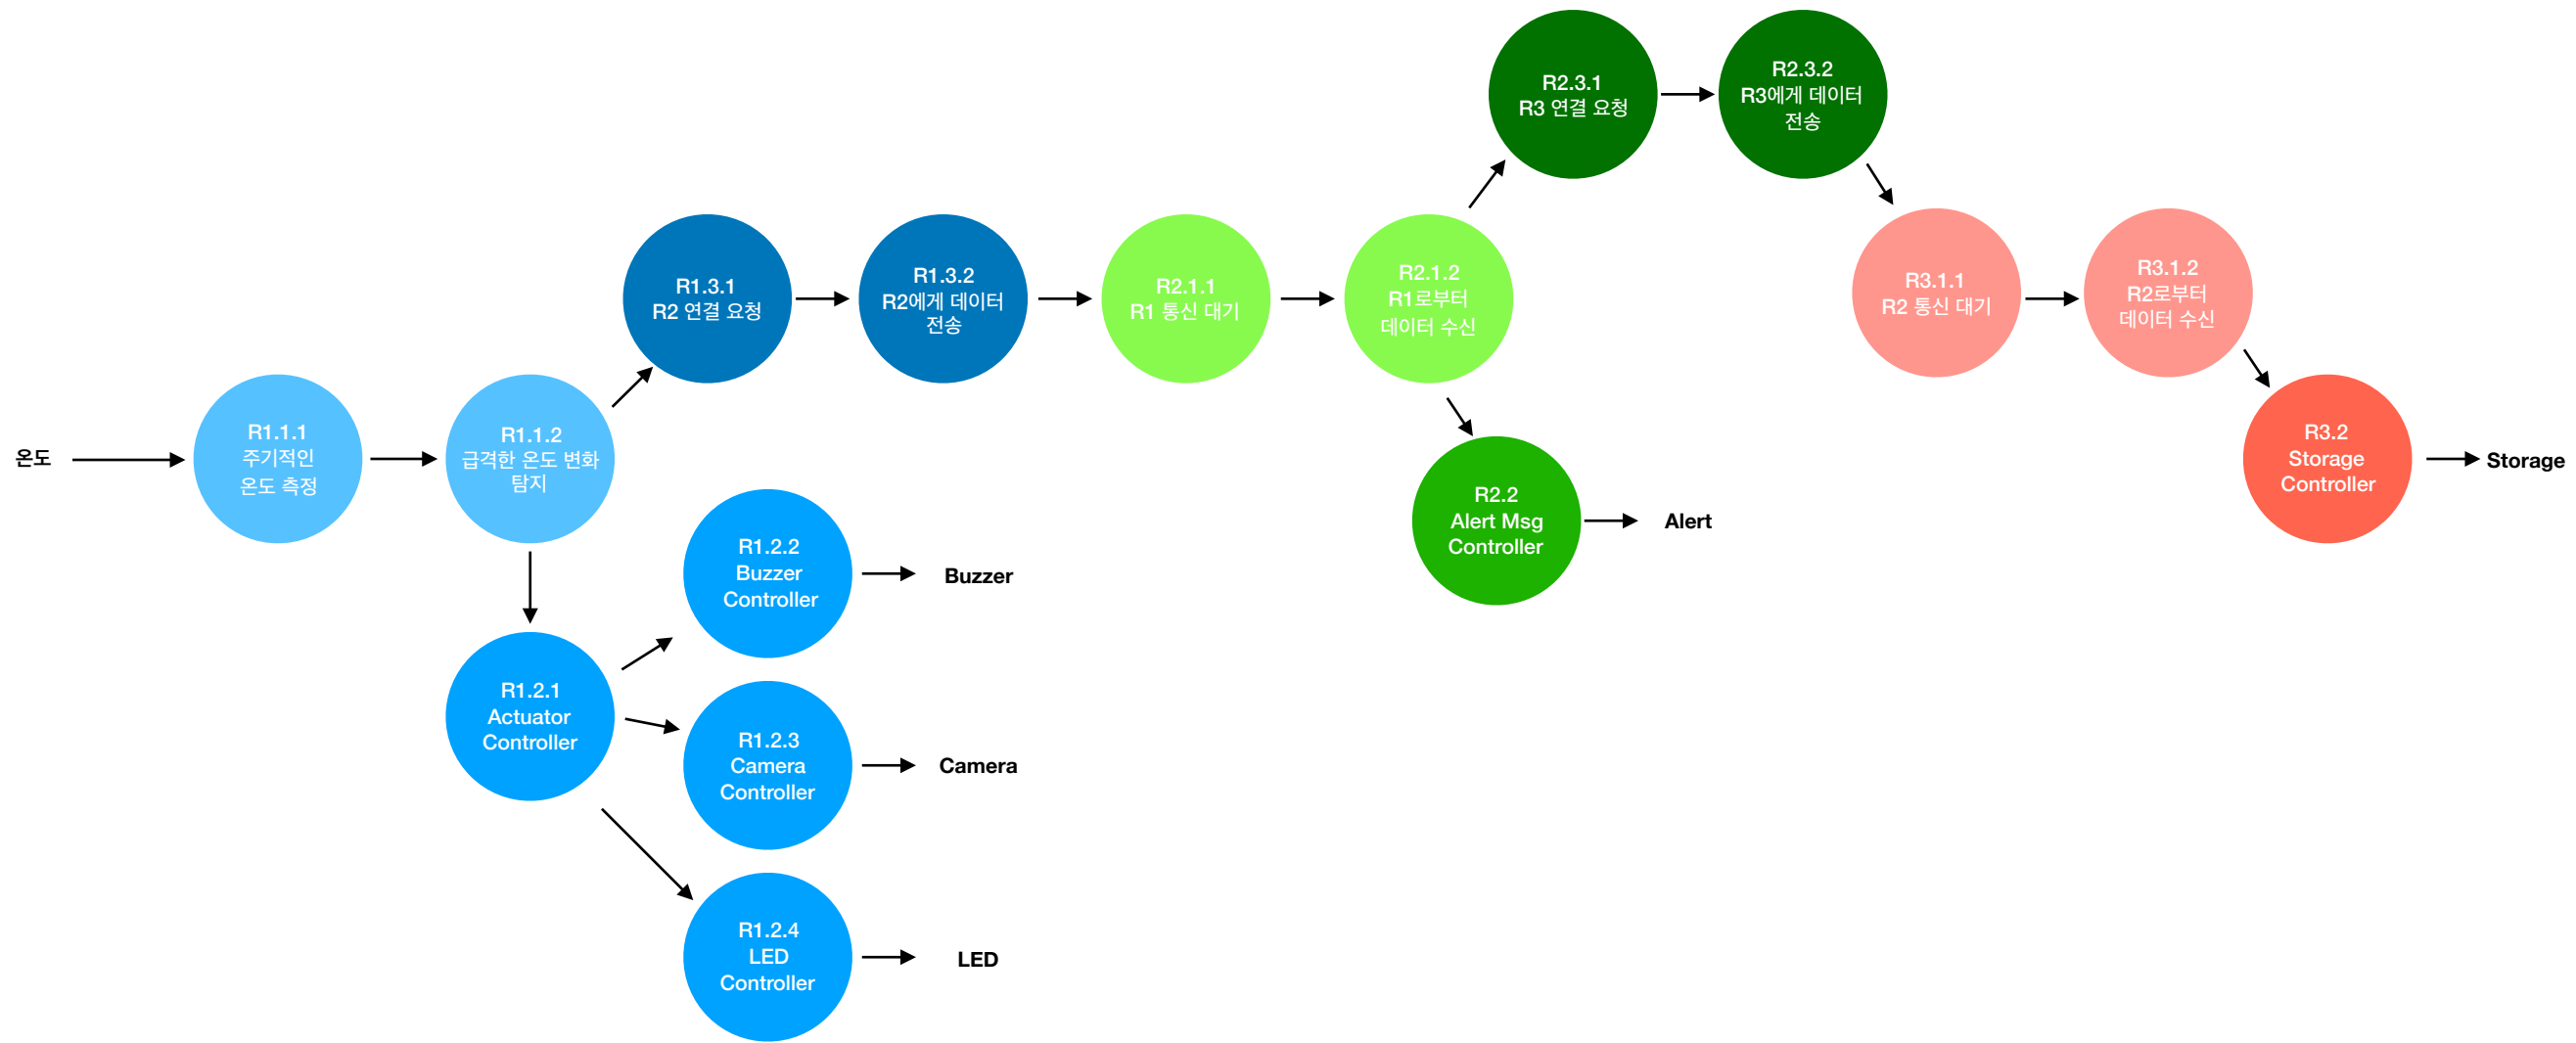 온도
R1.1.1
주기적인
온도 측정
R1.1.2
급격한 온도 변화
탐지
R1.3.1
R2 연결 요청
R1.3.2
R2에게 데이터
전송
R2.1.1
R1 통신 대기
R2.1.2
R1로부터
데이터 수신
R2.3.1
R3 연결 요청
R2.3.2
R3에게 데이터
전송
R3.1.1
R2 통신 대기
R3.1.2
R2로부터
데이터 수신
R3.2
Storage
Controller
Storage
R2.2
Alert Msg
Controller
Alert
R1.2.1
Actuator
Controller
R1.2.2
Buzzer
Controller
Buzzer
R1.2.3
Camera
Controller
Camera
R1.2.4
LED
Controller
LED